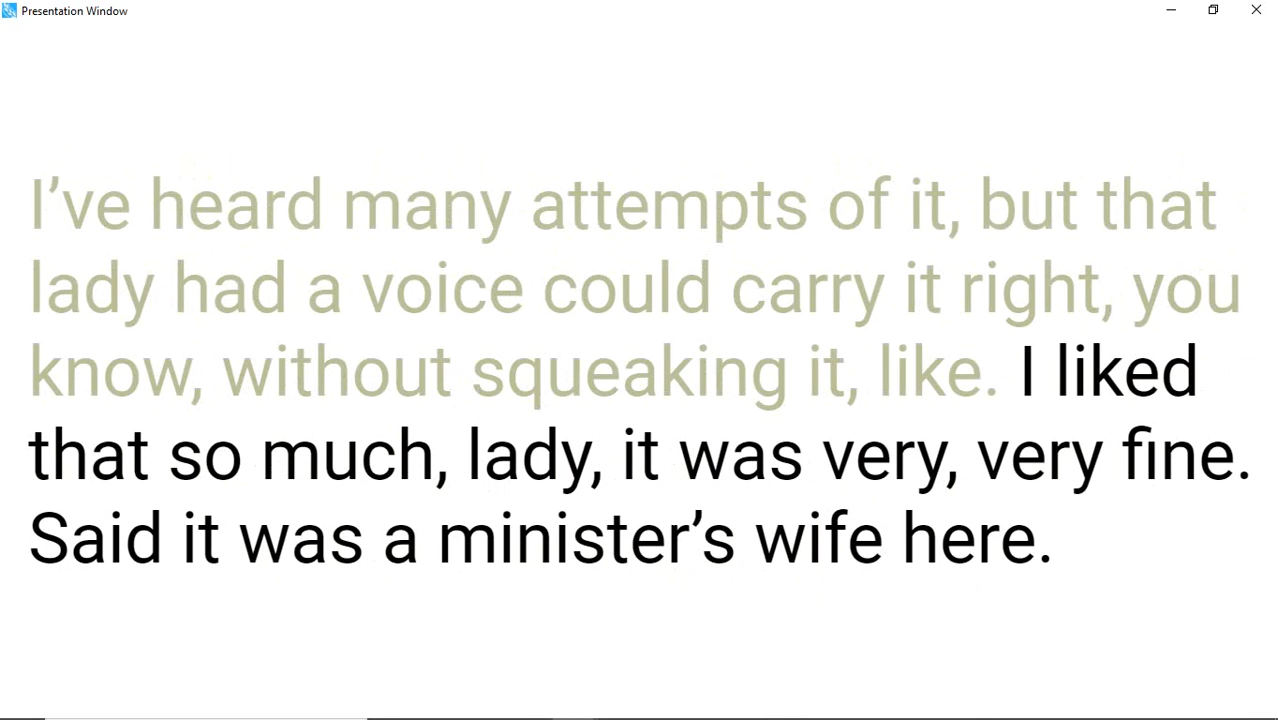 Presentation Window
I’ve heard many attempts of it, but that
lady had a voice could carry it right, you
know, without squeaking it, like. I liked
that so much, lady, it was very, very fine.
Said it was a minister’s wife here.